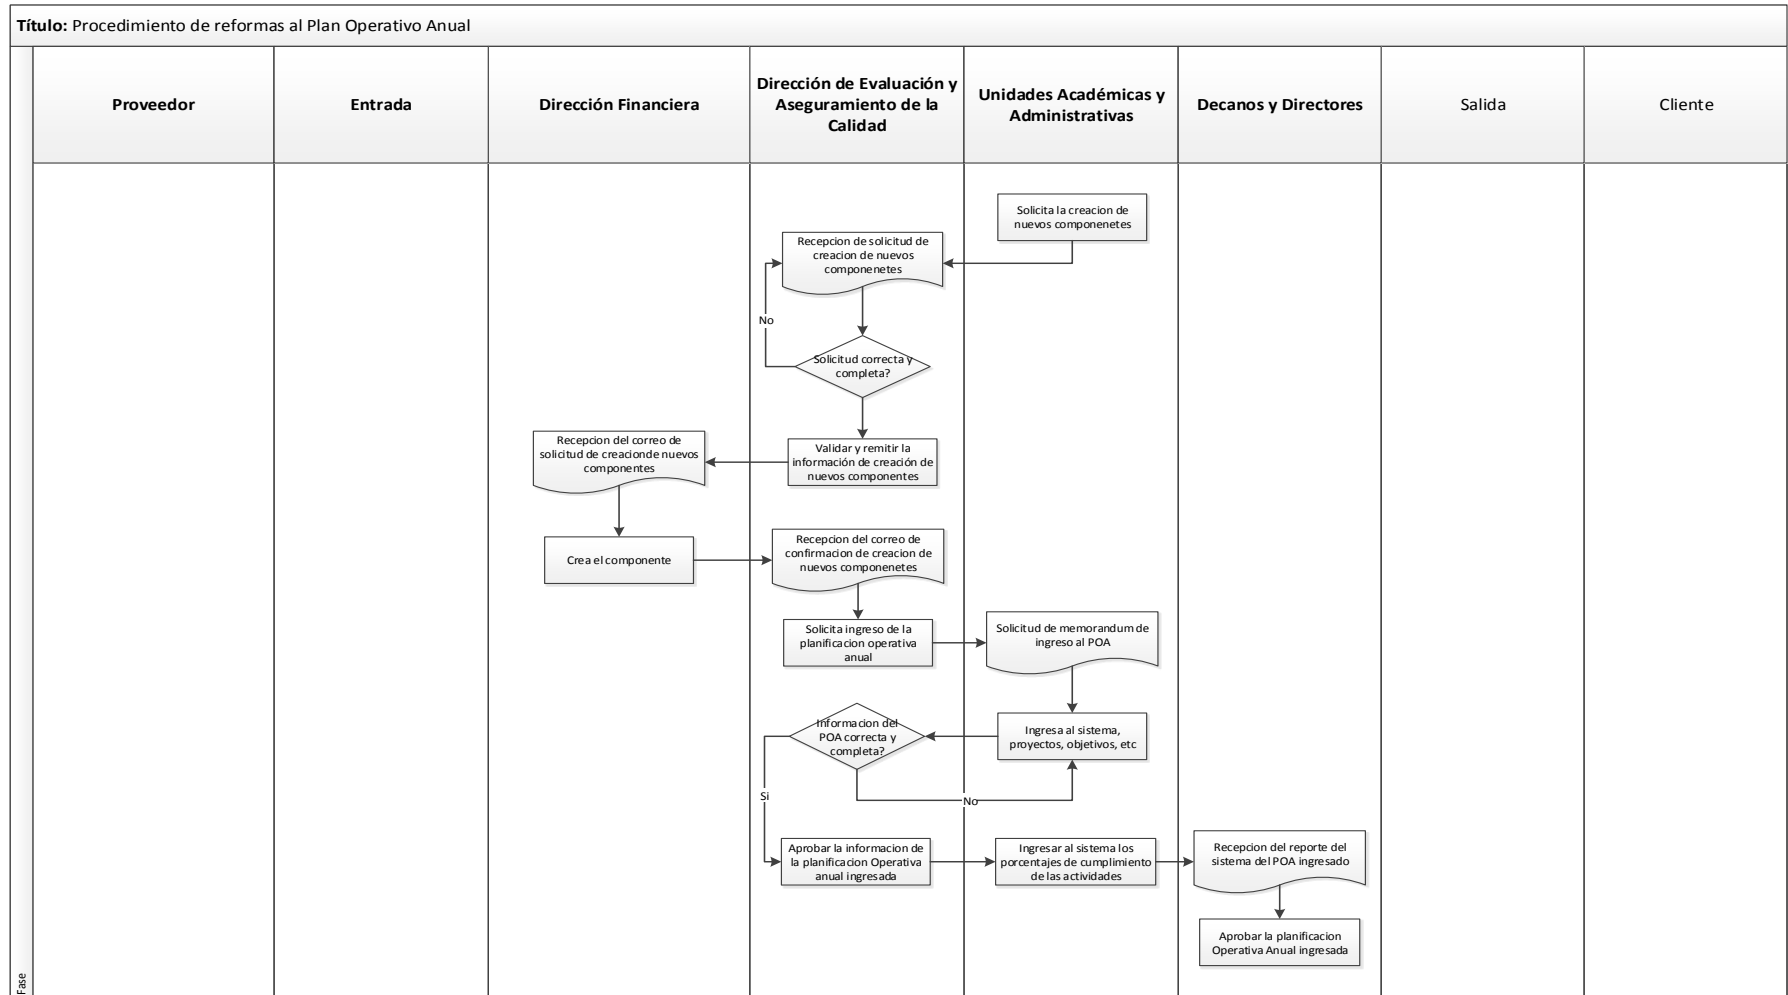 Título: Procedimiento de reformas al Plan Operativo Anual
Proveedor
Entrada
Dirección Financiera
Dirección de Evaluación y
Aseguramiento de la
Calidad
Unidades Académicas y
Administrativas
Decanos y Directores
Salida
Cliente
Solicita la creacion de
nuevos componenetes
Recepcion de solicitud de
creacion de nuevos
componenetes
No
Solicitud correcta y
completa?
Recepcion del correo de
solicitud de creacionde nuevos
componentes
Validar y remitir la
información de creación de
nuevos componentes
Crea el componente
Recepcion del correo de
confirmacion de creacion de
nuevos componenetes
Solicita ingreso de la
planificacion operativa
anual
Solicitud de memorandum de
ingreso al POA
Informacion del
POA correcta y
completa?
Ingresa al sistema,
proyectos, objetivos, etc
Si
No
Aprobar la informacion de
la planificacion Operativa
anual ingresada
Ingresar al sistema los
porcentajes de cumplimiento
de las actividades
Recepcion del reporte del
sistema del POA ingresado
Aprobar la planificacion
Operativa Anual ingresada
Fase